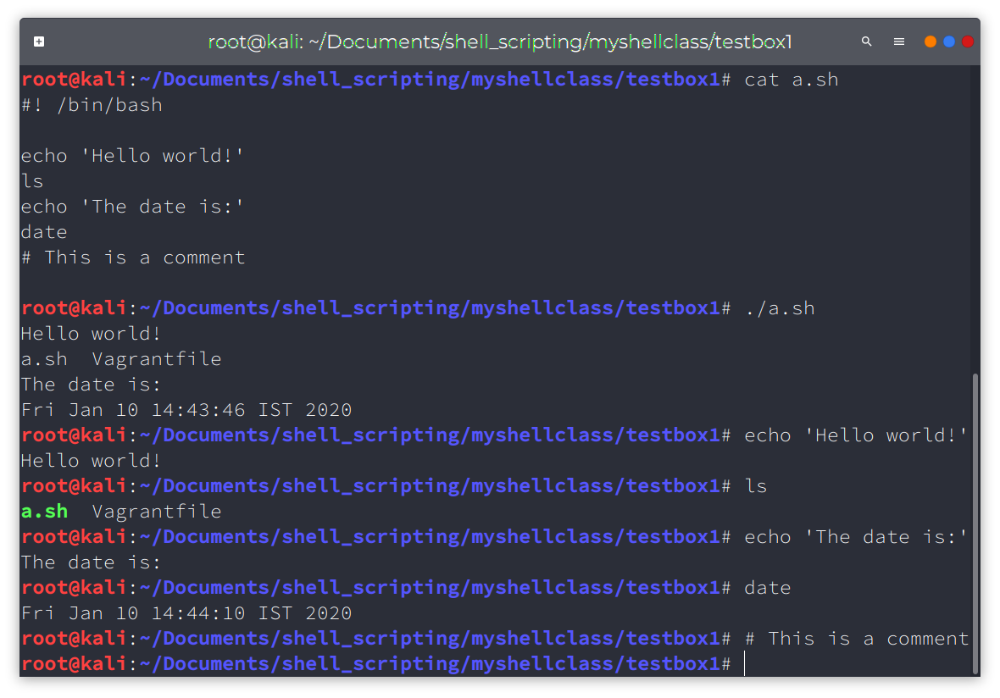 root@kali: ~/Documents/shell_scripting/myshellclass/testbox1
root@kali:~/Documents/shell_scripting/myshellclass/testbox1# cat a.sh
#! /bin/bash
echo 'Hello world!'
ls
echo 'The date is:'
date
# This is a comment
root@kali:~/Documents/shell_scripting/myshellclass/testbox1# ./a.sh
Hello world!
a.sh  Vagrantfile
The date is:
Fri Jan 10 14:43:46 IST 2020
root@kali:~/Documents/shell_scripting/myshellclass/testbox1# echo 'Hello world!'
Hello world!
root@kali:~/Documents/shell_scripting/myshellclass/testbox1# ls
a.sh  Vagrantfile
root@kali:~/Documents/shell_scripting/myshellclass/testbox1# echo 'The date is:'
The date is:
root@kali:~/Documents/shell_scripting/myshellclass/testbox1# date
Fri Jan 10 14:44:10 IST 2020
root@kali:~/Documents/shell_scripting/myshellclass/testbox1# # This is a comment
root@kali:~/Documents/shell_scripting/myshellclass/testbox1#